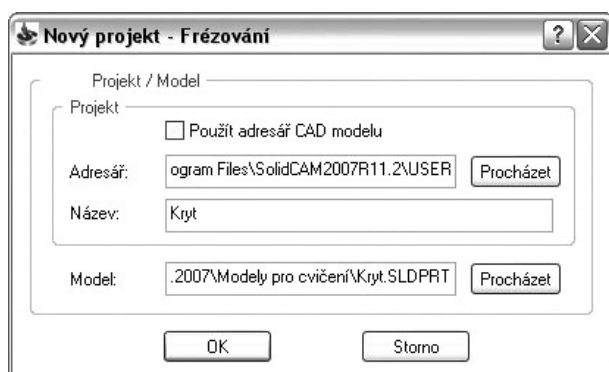 Nový projekt - Frézování
Projekt / Model
Projekt
Použít adresář CAD modelu
Adresář: ogram Files\SolidCAM2007R11.2\USER Procházet
Název: Kryt
Model: .2007\Modely pro cvičení\Kryt.SLDPRT Procházet
OK Storno